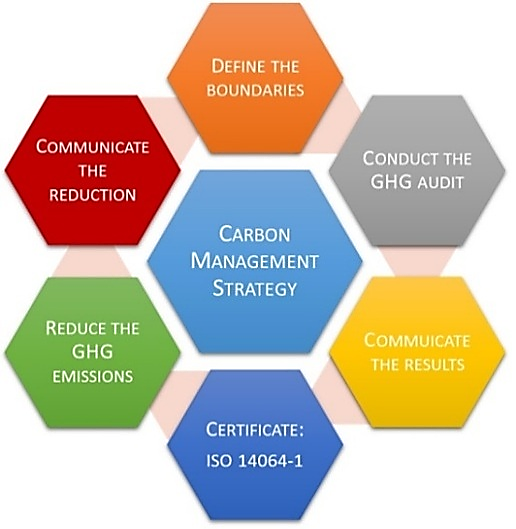 DEFINE THE
BOUNDARIES
CONDUCT THE
GHG AUDIT
COMMUICATE
THE RESULTS
CERTIFICATE:
ISO 14064-1
REDUCE THE
GHG
EMISSIONS
COMMUNICATE
THE
REDUCTION
CARBON
MANAGEMENT
STRATEGY